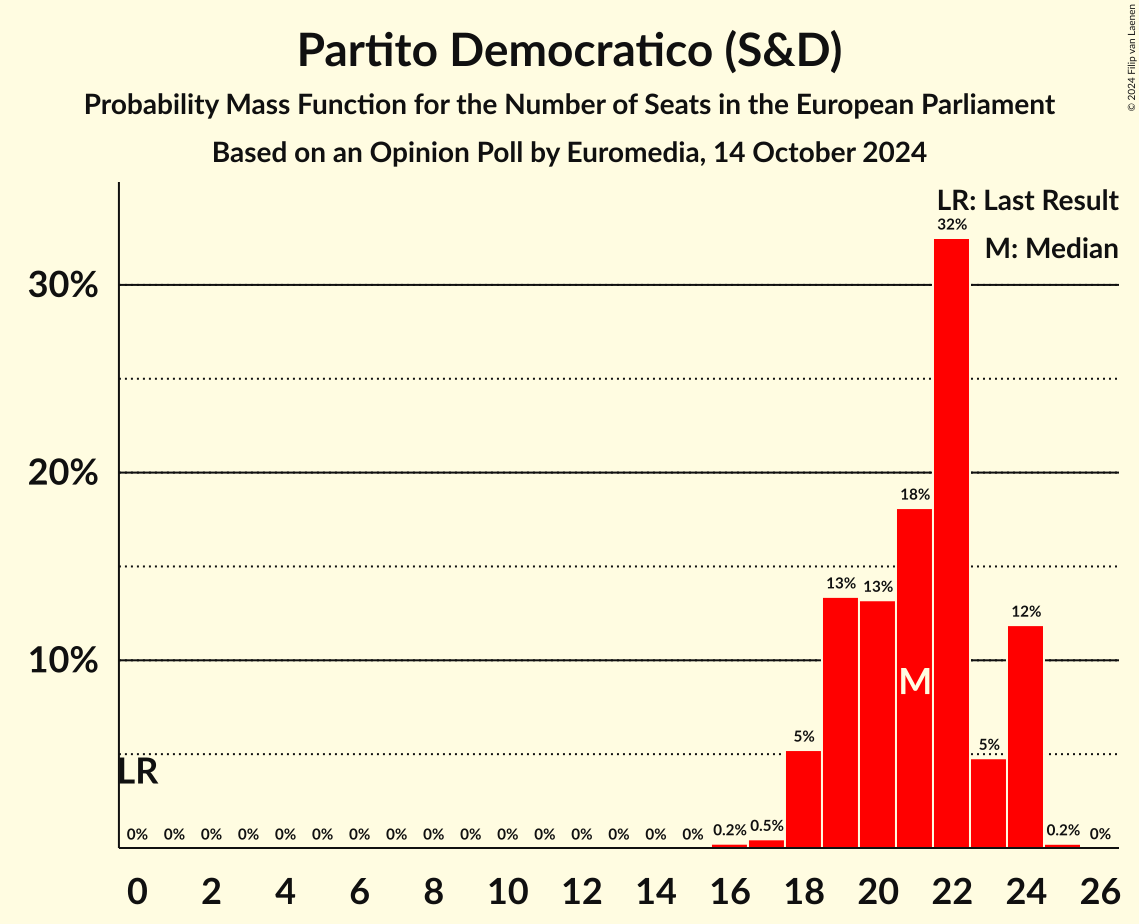 © 2024 Filip van Laenen
Partito Democratico (S&D)
Probability Mass Function for the Number of Seats in the European Parliament
Based on an Opinion Poll by Euromedia, 14 October 2024
LR: Last Result
M: Median
30%
20%
10%
LR
M
0% 0% 0% 0% 0% 0% 0% 0% 0% 0% 0% 0% 0% 0% 0% 0% 0.2% 0.5% 5% 13% 13% 18% 32% 5% 12% 0.2% 0%
0 2 4 6 8 10 12 14 16 18 20 22 24 26